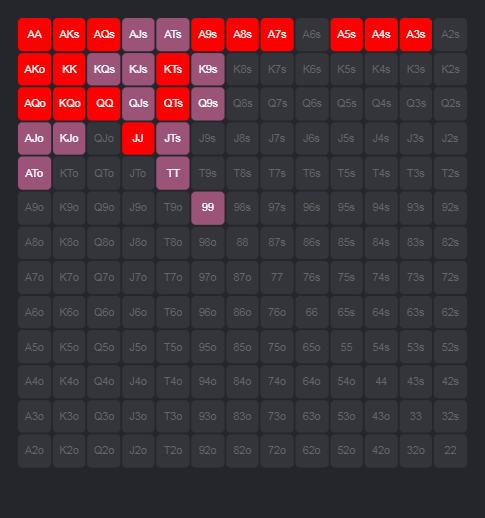 AA AKs AQs AJs ATs A9s A8s A7s A6s A5s A4s A3s A2s
AKo KK KQs KJs KTs K9s K8s K7s K6s K5s K4s K3s K2s
AQo KQo QQ QJs QTs Q9s Q8s Q7s Q6s Q5s Q4s Q3s Q2s
AJo KJo QJo JJ JTs J9s J8s J7s J6s J5s J4s J3s J2s
ATo KTo QTo JTo TT T9s T8s T7s T6s T5s T4s T3s T2s
A9o K9o Q9o J9o T9o 99 98s 97s 96s 95s 94s 93s 92s
A8o K8o Q8o J8o T8o 98o 88 87s 86s 85s 84s 83s 82s
A7o K7o Q7o J7o T7o 97o 87o 77 76s 75s 74s 73s 72s
A6o K6o Q6o J6o T6o 96o 86o 76o 66 65s 64s 63s 62s
A5o K5o Q5o J5o T5o 95o 85o 75o 65o 55 54s 53s 52s
A4o K4o Q4o J4o T4o 94o 84o 74o 64o 54o 44 43s 42s
A3o K3o Q3o J3o T3o 93o 83o 73o 63o 53o 43o 33 32s
A2o K2o Q2o J2o T2o 92o 82o 72o 62o 52o 42o 32o 22